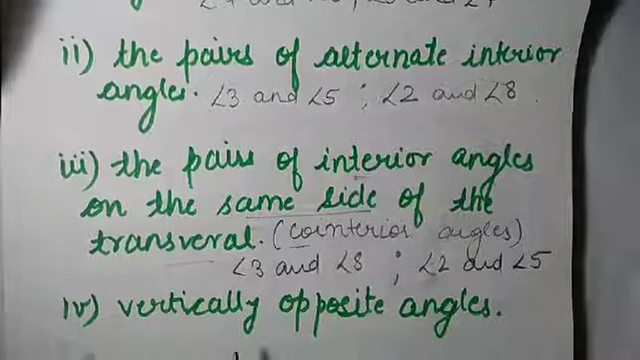 ii) the pairs of alternate interior
angles. ∠3 and ∠5 ; ∠2 and ∠8.
iii) the pairs of interior angles
on the same side of the
transveral. (cointerior angles)
∠3 and ∠8 ; ∠2 and ∠5
iv) vertically opposite angles.